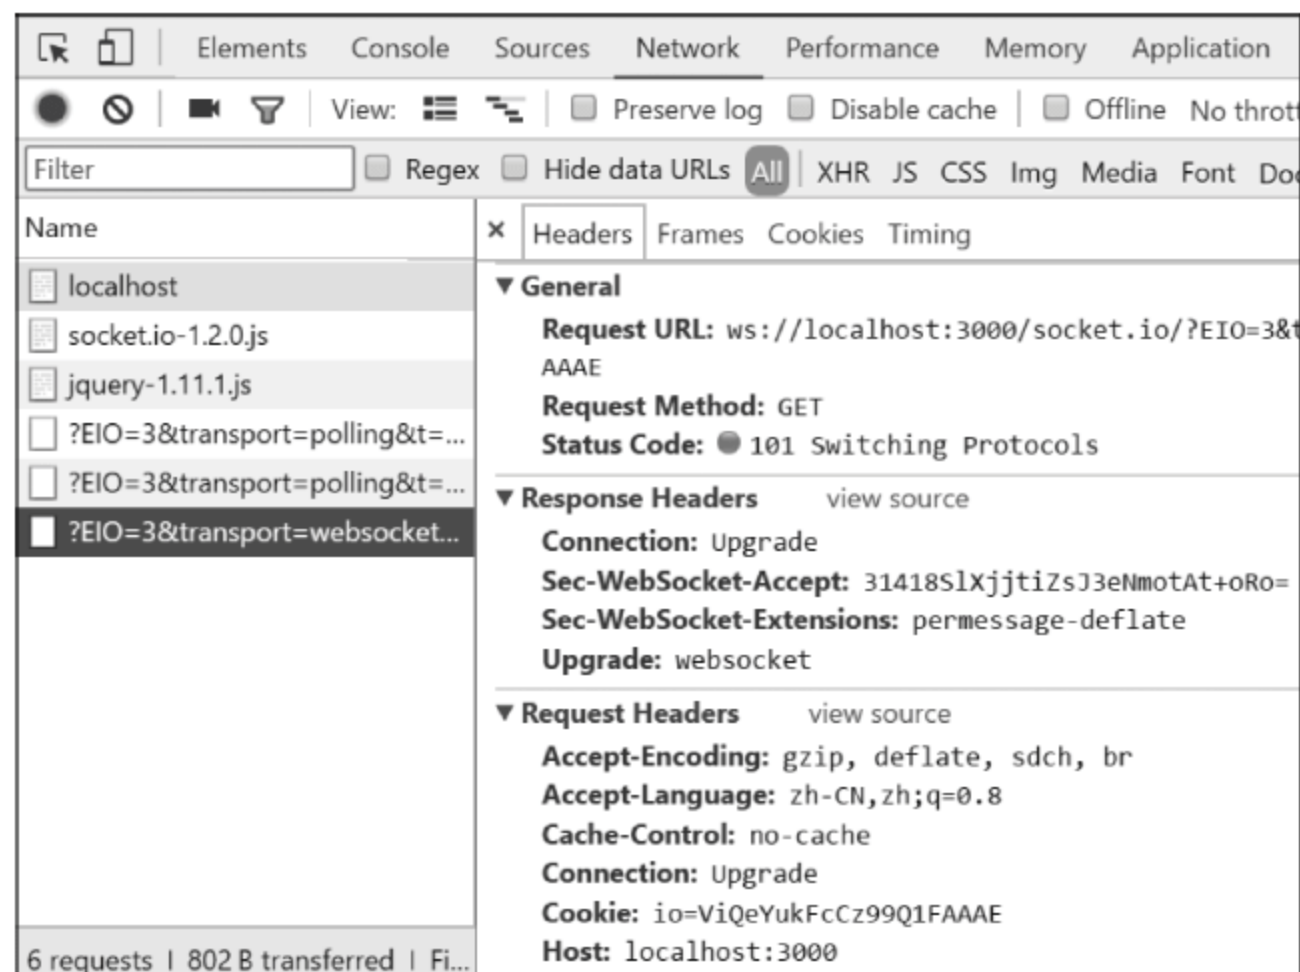 Elements Console Sources Network Performance Memory Application
View: Preserve log Disable cache Offline No thrott
Filter Regex Hide data URLs All XHR JS CSS Img Media Font Doc
Name
localhost
socket.io-1.2.0.js
jquery-1.11.1.js
?EIO=3&transport=polling&t=...
?EIO=3&transport=polling&t=...
?EIO=3&transport=websocket...
6 requests | 802 B transferred | Fi...
× Headers Frames Cookies Timing
▼ General
Request URL: ws://localhost:3000/socket.io/?EIO=3&t
AAAE
Request Method: GET
Status Code: 101 Switching Protocols
▼ Response Headers view source
Connection: Upgrade
Sec-WebSocket-Accept: 31418SlXjjtiZsJ3eNmotAt+oRo=
Sec-WebSocket-Extensions: permessage-deflate
Upgrade: websocket
▼ Request Headers view source
Accept-Encoding: gzip, deflate, sdch, br
Accept-Language: zh-CN,zh;q=0.8
Cache-Control: no-cache
Connection: Upgrade
Cookie: io=ViQeYukFcCz99Q1FAAAE
Host: localhost:3000